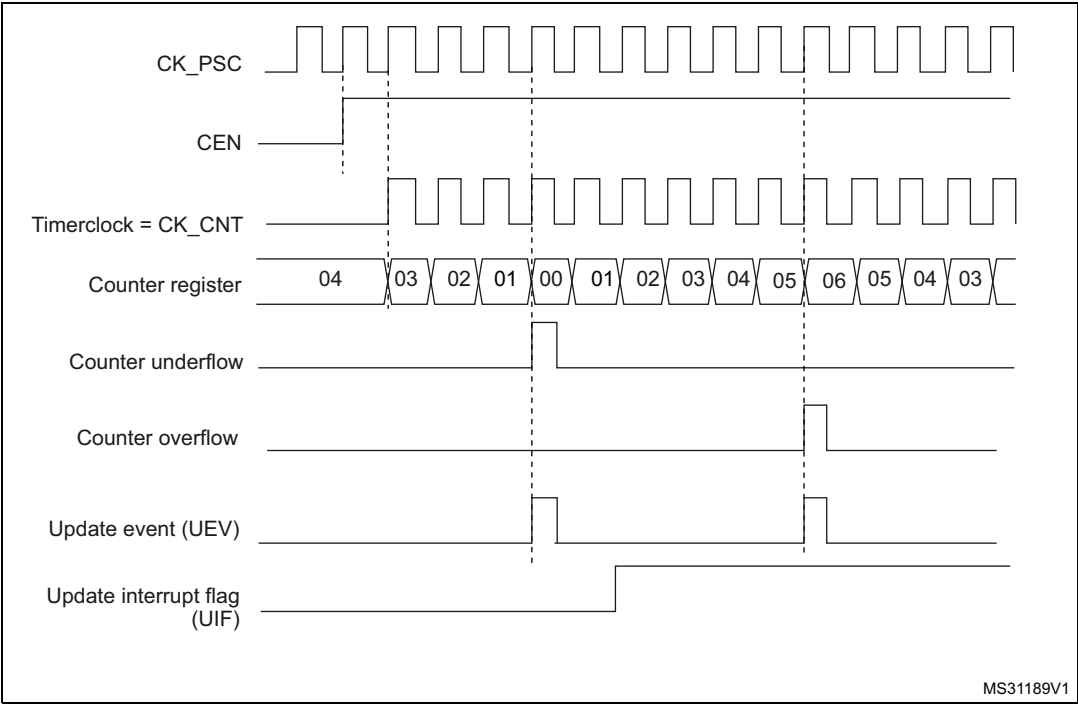 CK_PSC
CEN
Timerclock = CK_CNT
Counter register 04 03 02 01 00 01 02 03 04 05 06 05 04 03
Counter underflow
Counter overflow
Update event (UEV)
Update interrupt flag
(UIF)
MS31189V1